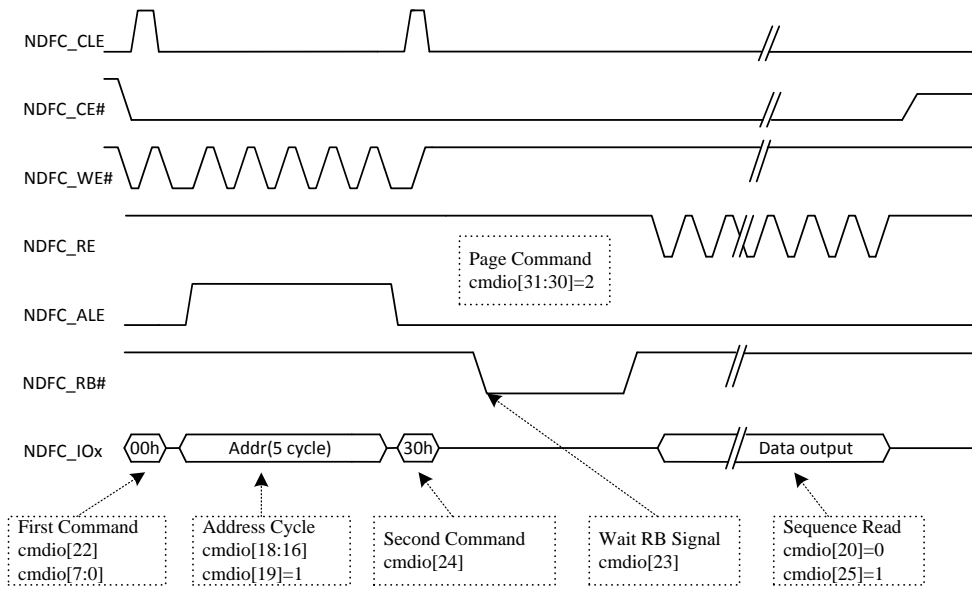 NDFC_CLE
NDFC_CE#
NDFC_WE#
NDFC_RE
Page Command
cmdio[31:30]=2
NDFC_ALE
NDFC_RB#
NDFC_IOx
00h
Addr(5 cycle)
30h
Data output
First Command
cmdio[22]
cmdio[7:0]
Address Cycle
cmdio[18:16]
cmdio[19]=1
Second Command
cmdio[24]
Wait RB Signal
cmdio[23]
Sequence Read
cmdio[20]=0
cmdio[25]=1